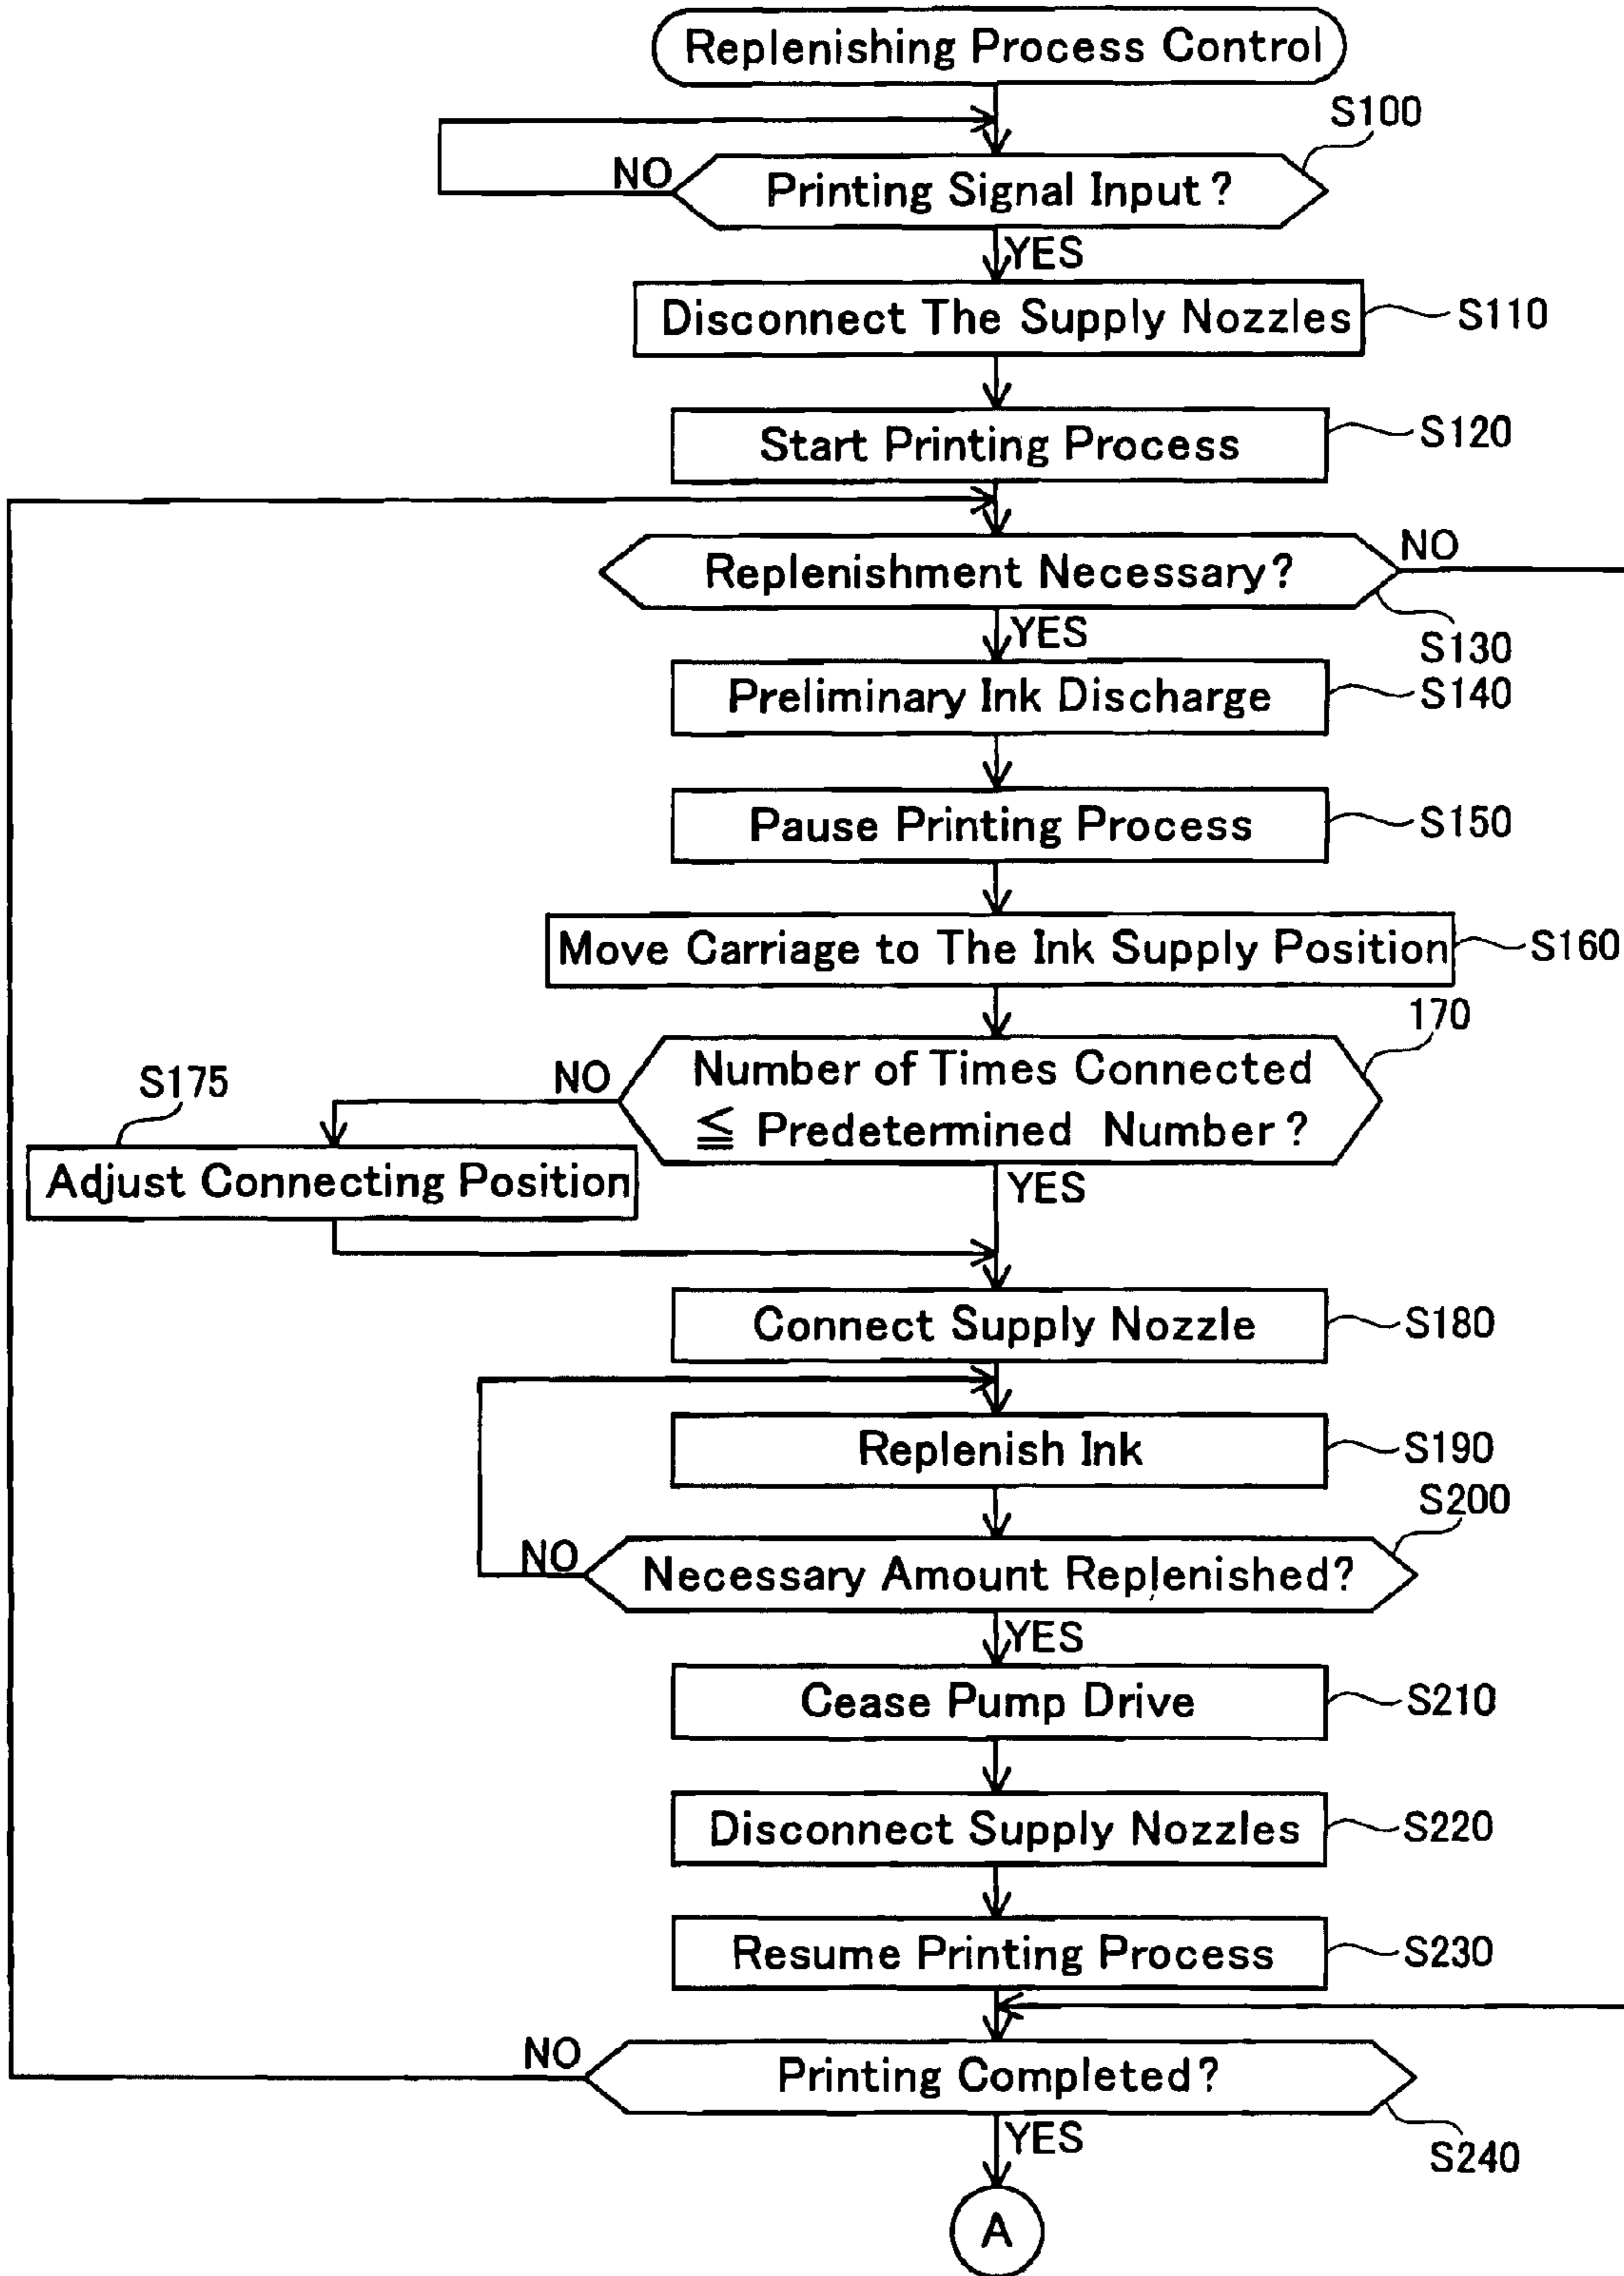 Replenishing Process Control
S100
NO
Printing Signal Input?
YES
Disconnect The Supply Nozzles
S110
Start Printing Process
S120
NO
Replenishment Necessary?
YES
S130
Preliminary Ink Discharge
S140
Pause Printing Process
S150
Move Carriage to The Ink Supply Position
S160
170
NO
Number of Times Connected
≦ Predetermined Number?
S175
Adjust Connecting Position
YES
Connect Supply Nozzle
S180
Replenish Ink
S190
S200
NO
Necessary Amount Replenished?
YES
Cease Pump Drive
S210
Disconnect Supply Nozzles
S220
Resume Printing Process
S230
NO
Printing Completed?
YES
S240
A